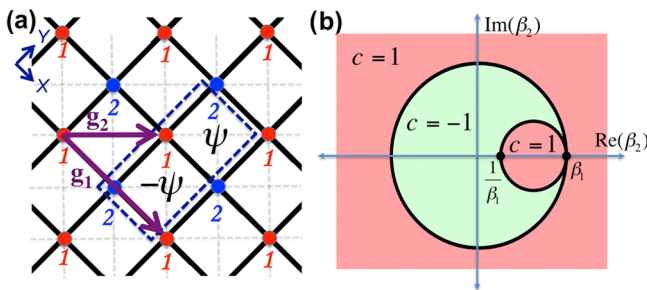 (a)
Y
X
1 1 1
2 2
g₂
1 1 1
ψ
g₁
-ψ
2 2
1 1 1
(b)
Im(β₂)
c = 1
c = -1
c = 1
Re(β₂)
1/β₁
β₁